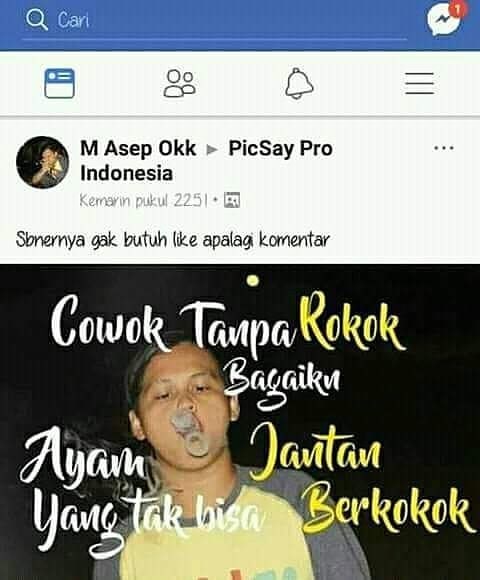 Cari
1
M Asep Okk ▸ PicSay Pro
Indonesia
Kemarin pukul 22.51 •
Sbnernya gak butuh like apalagi komentar
Cowok Tanpa Rokok
Bagaikn
Ayam Jantan
Yang tak bisa Berkokok